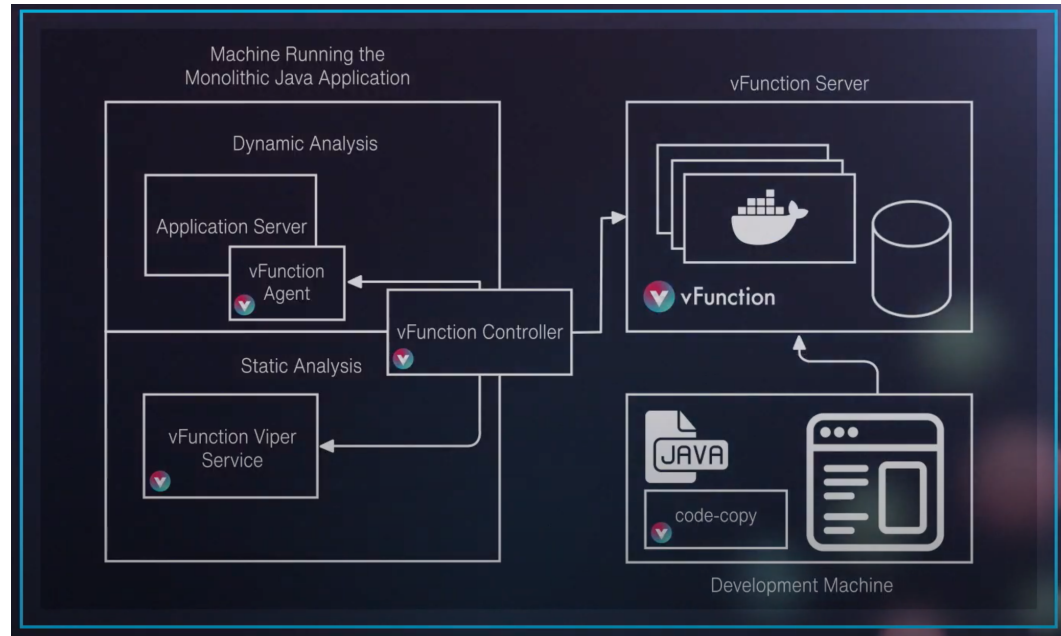 Machine Running the
Monolithic Java Application
Dynamic Analysis
Application Server
vFunction
Agent
vFunction Controller
Static Analysis
vFunction Viper
Service
vFunction Server
vFunction
JAVA
code-copy
Development Machine